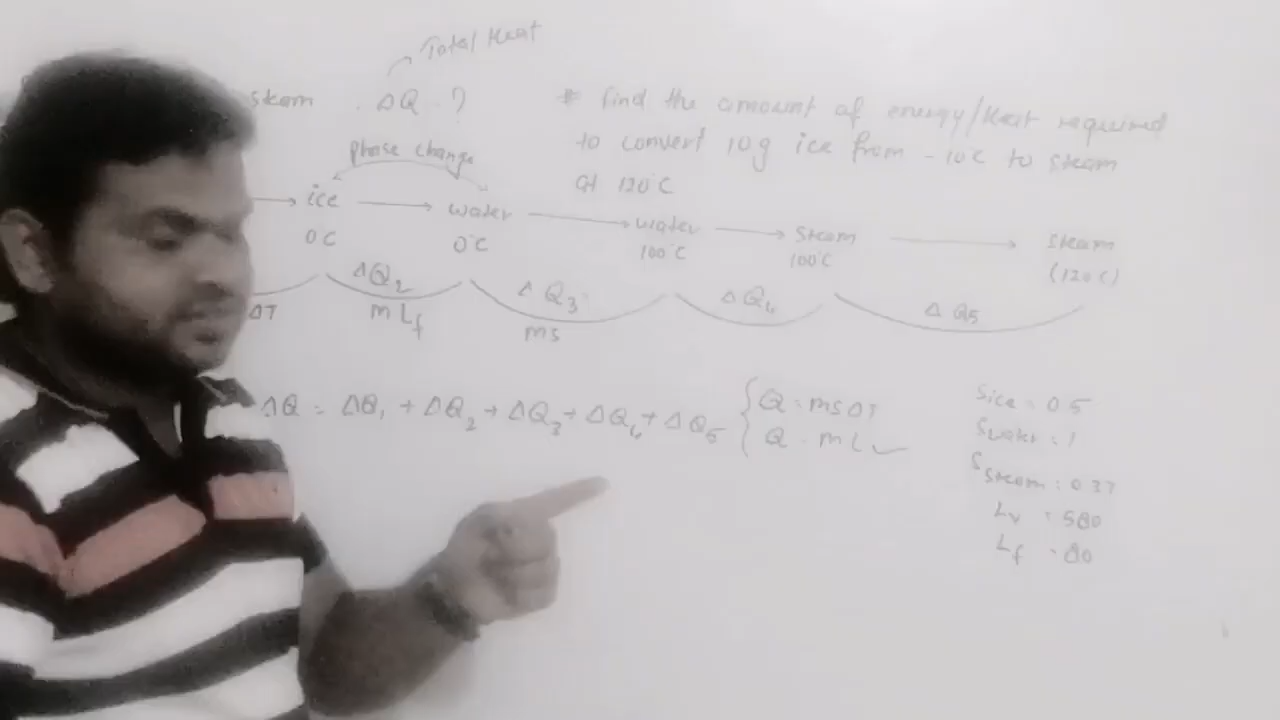 Total Heat
steam ΔQ ?
# Find the amount of energy/Heat required
to convert 10g ice from -10°C to steam
at 120°C
phase change
ice → water → water → steam → steam
0°C 0°C 100°C 100°C (120°C)
ΔQ2 ΔQ3 ΔQ4 ΔQ5
ΔT mLf ms
ΔQ = ΔQ1 + ΔQ2 + ΔQ3 + ΔQ4 + ΔQ5
Q = msΔT
Q = mL
Sice = 0.5
Swater = 1
Ssteam = 0.37
Lv = 580
Lf = 80